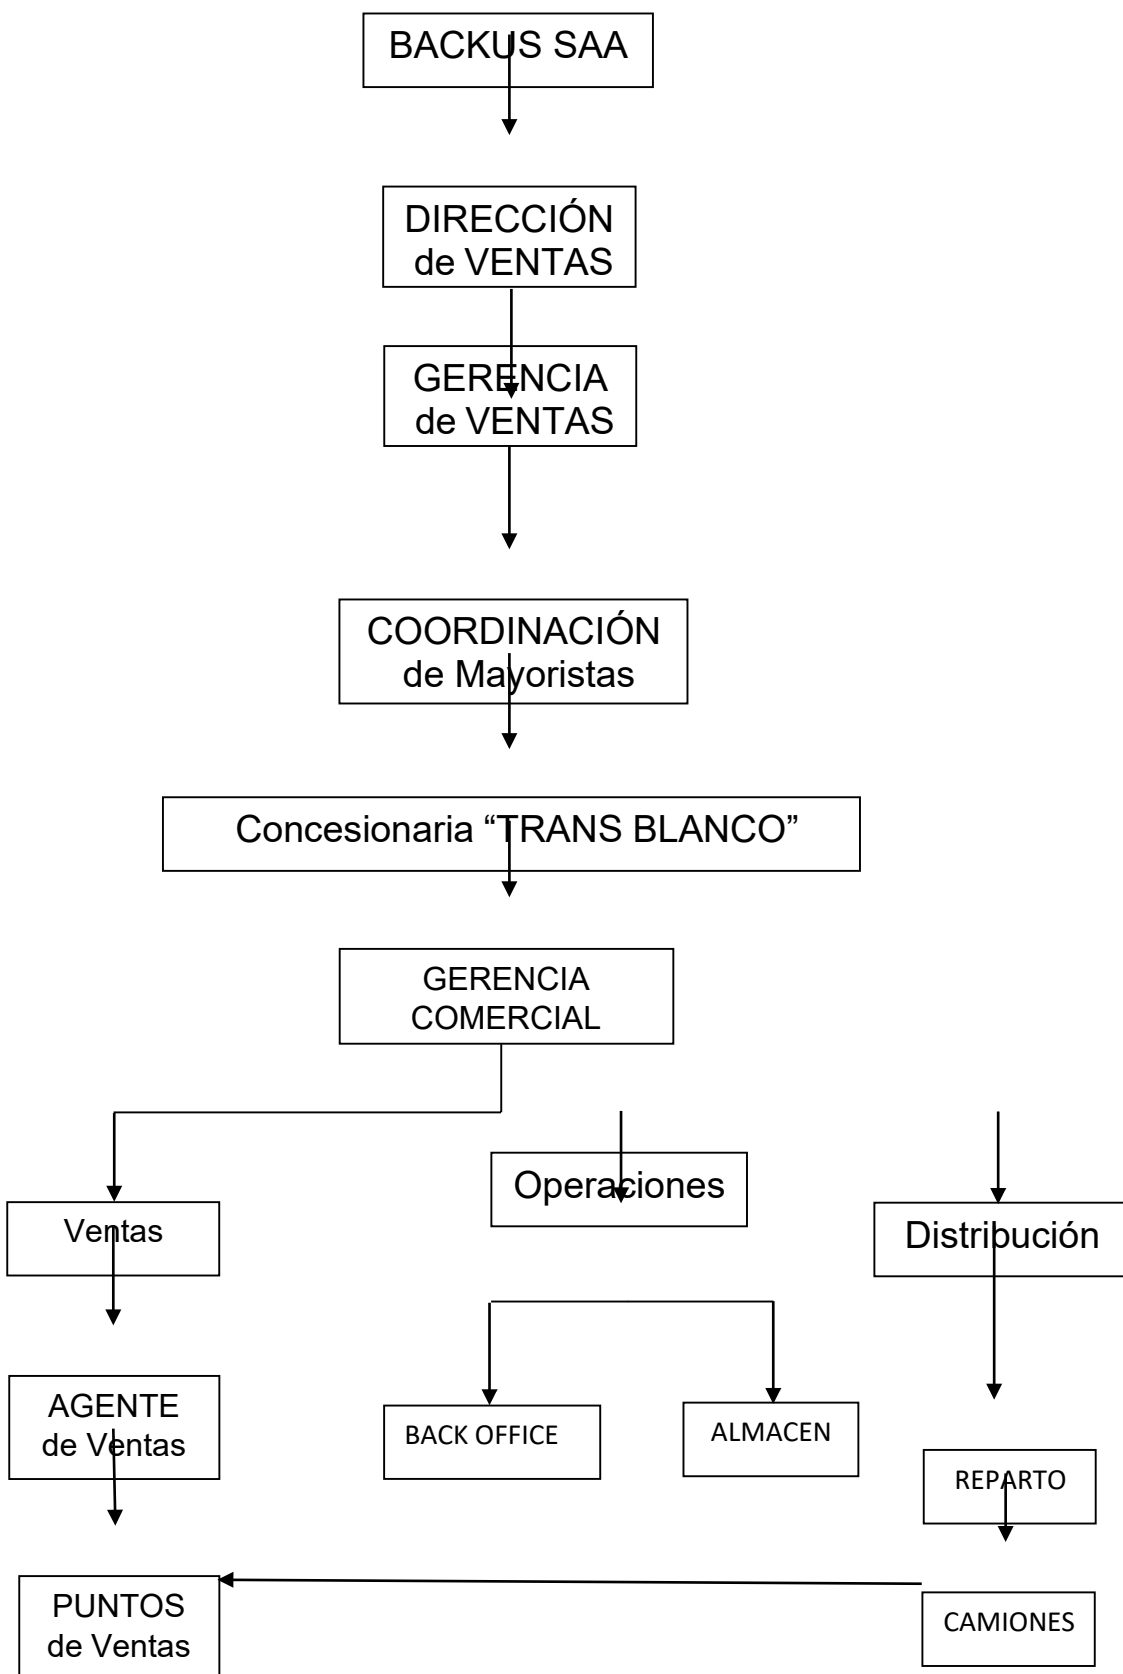 BACKUS SAA
DIRECCIÓN
de VENTAS
GERENCIA
de VENTAS
COORDINACIÓN
de Mayoristas
Concesionaria “TRANS BLANCO”
GERENCIA
COMERCIAL
Operaciones
Ventas
Distribución
AGENTE
de Ventas
BACK OFFICE
ALMACEN
REPARTO
PUNTOS
de Ventas
CAMIONES